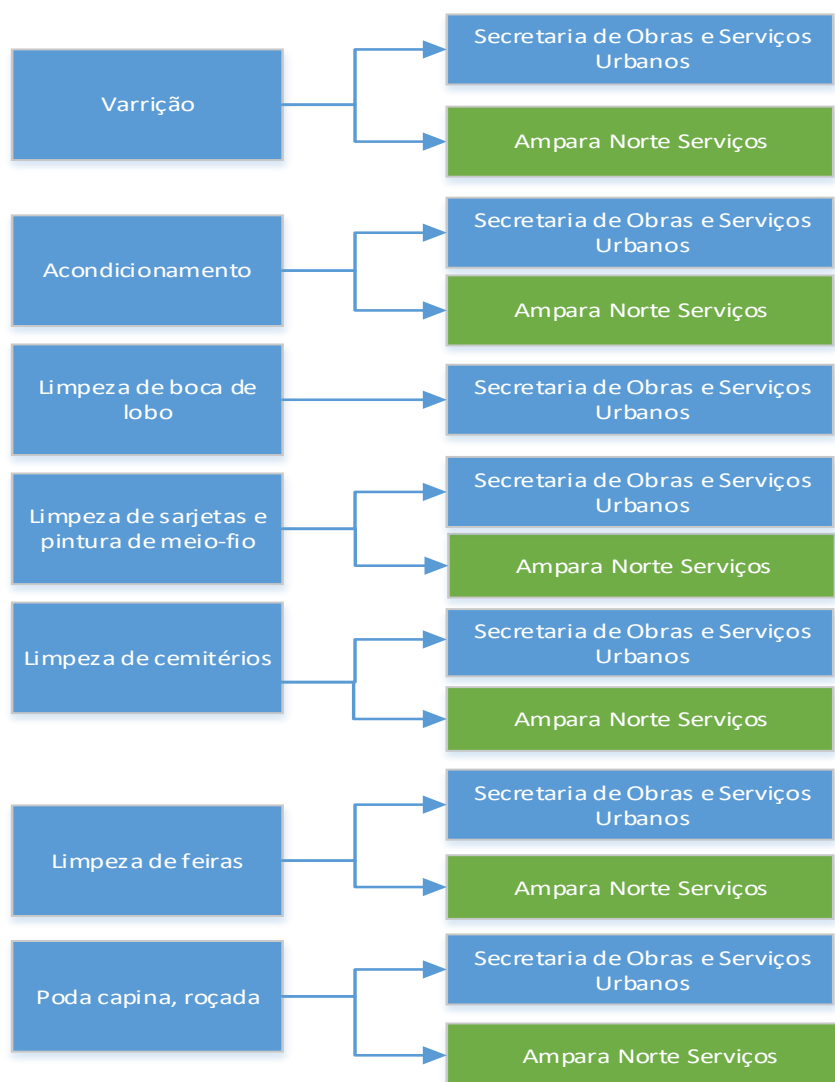 Varrição
Secretaria de Obras e Serviços
Urbanos
Ampara Norte Serviços
Acondicionamento
Secretaria de Obras e Serviços
Urbanos
Ampara Norte Serviços
Limpeza de boca de
lobo
Secretaria de Obras e Serviços
Urbanos
Limpeza de sarjetas e
pintura de meio-fio
Secretaria de Obras e Serviços
Urbanos
Ampara Norte Serviços
Limpeza de cemitérios
Secretaria de Obras e Serviços
Urbanos
Ampara Norte Serviços
Limpeza de feiras
Secretaria de Obras e Serviços
Urbanos
Ampara Norte Serviços
Poda capina, roçada
Secretaria de Obras e Serviços
Urbanos
Ampara Norte Serviços